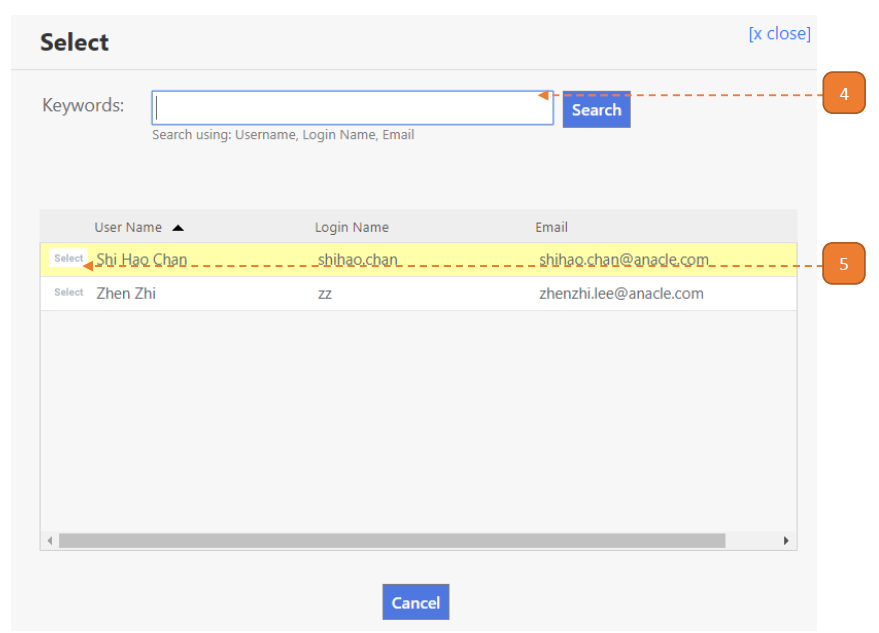 Select [x close]
Keywords: Search 4
Search using: Username, Login Name, Email
User Name Login Name Email
Select Shi Hao Chan shihao.chan shihao.chan@anacle.com 5
Select Zhen Zhi zz zhenzhi.lee@anacle.com
Cancel